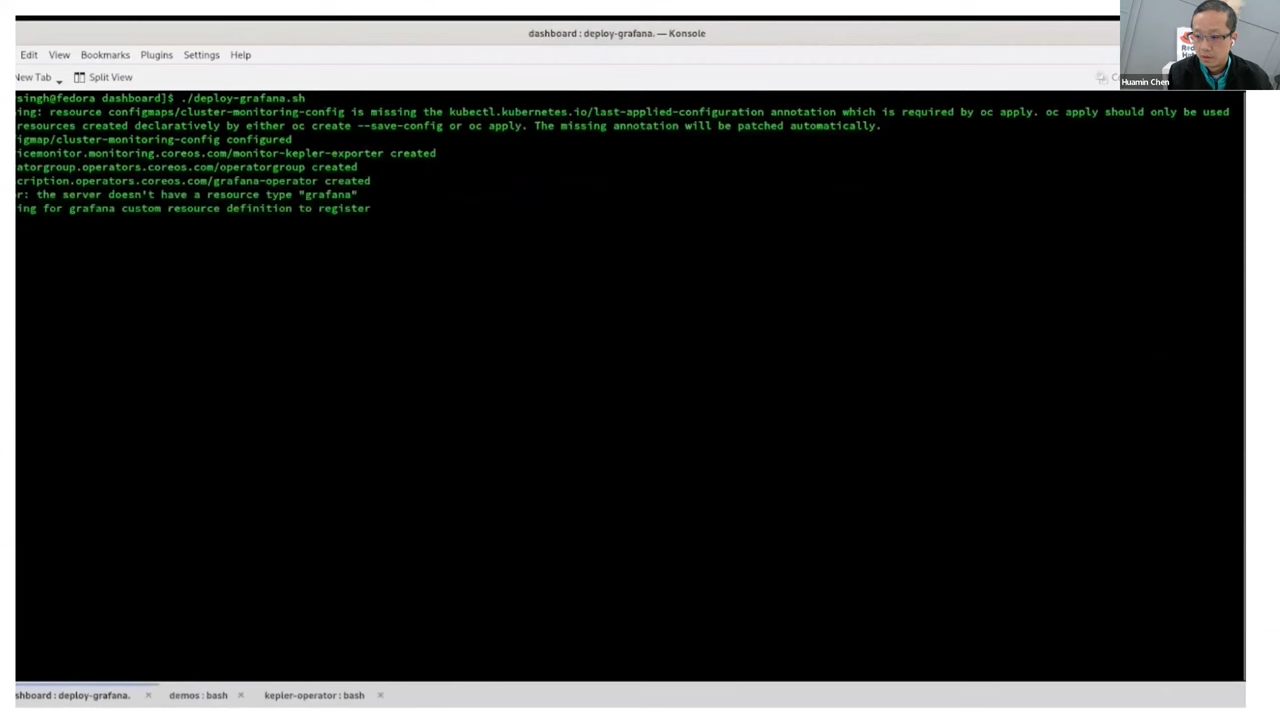 dashboard : deploy-grafana. — Konsole
Edit View Bookmarks Plugins Settings Help
New Tab Split View
Huamin Chen
singh@fedora dashboard]$ ./deploy-grafana.sh
ing: resource configmaps/cluster-monitoring-config is missing the kubectl.kubernetes.io/last-applied-configuration annotation which is required by oc apply. oc apply should only be used
resources created declaratively by either oc create --save-config or oc apply. The missing annotation will be patched automatically.
igmap/cluster-monitoring-config configured
icemonitor.monitoring.coreos.com/monitor-kepler-exporter created
atorgroup.operators.coreos.com/operatorgroup created
cription.operators.coreos.com/grafana-operator created
r: the server doesn't have a resource type "grafana"
ing for grafana custom resource definition to register
shboard : deploy-grafana. demos : bash kepler-operator : bash